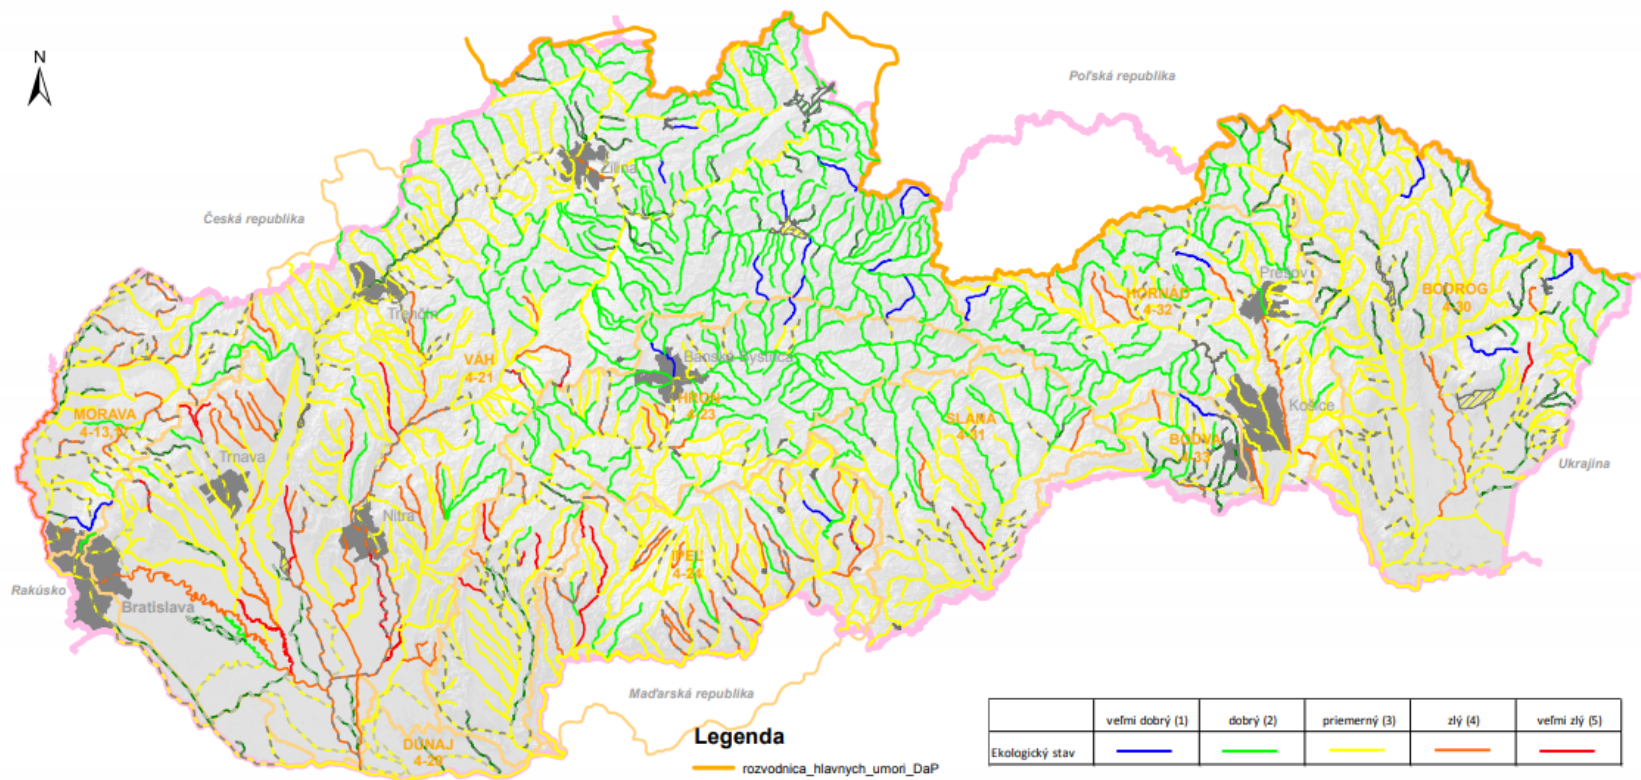 N
Poľská republika
Žilina
Česká republika
Prešov
HORNÁD
4-32
BODROG
4-30
Trenčín
VÁH
4-21
Banská Bystrica
HRON
4-23
MORAVA
SLANÁ
4-31
Košice
BODVA
4-33
Trnava
Ukrajina
Nitra
IPEĽ
4-24
Rakúsko
Bratislava
Maďarská republika
DUNAJ
4-20
Legenda
rozvodnica_hlavnych_umori_DaP
veľmi dobrý (1) dobrý (2) priemerný (3) zlý (4) veľmi zlý (5)
Ekologický stav